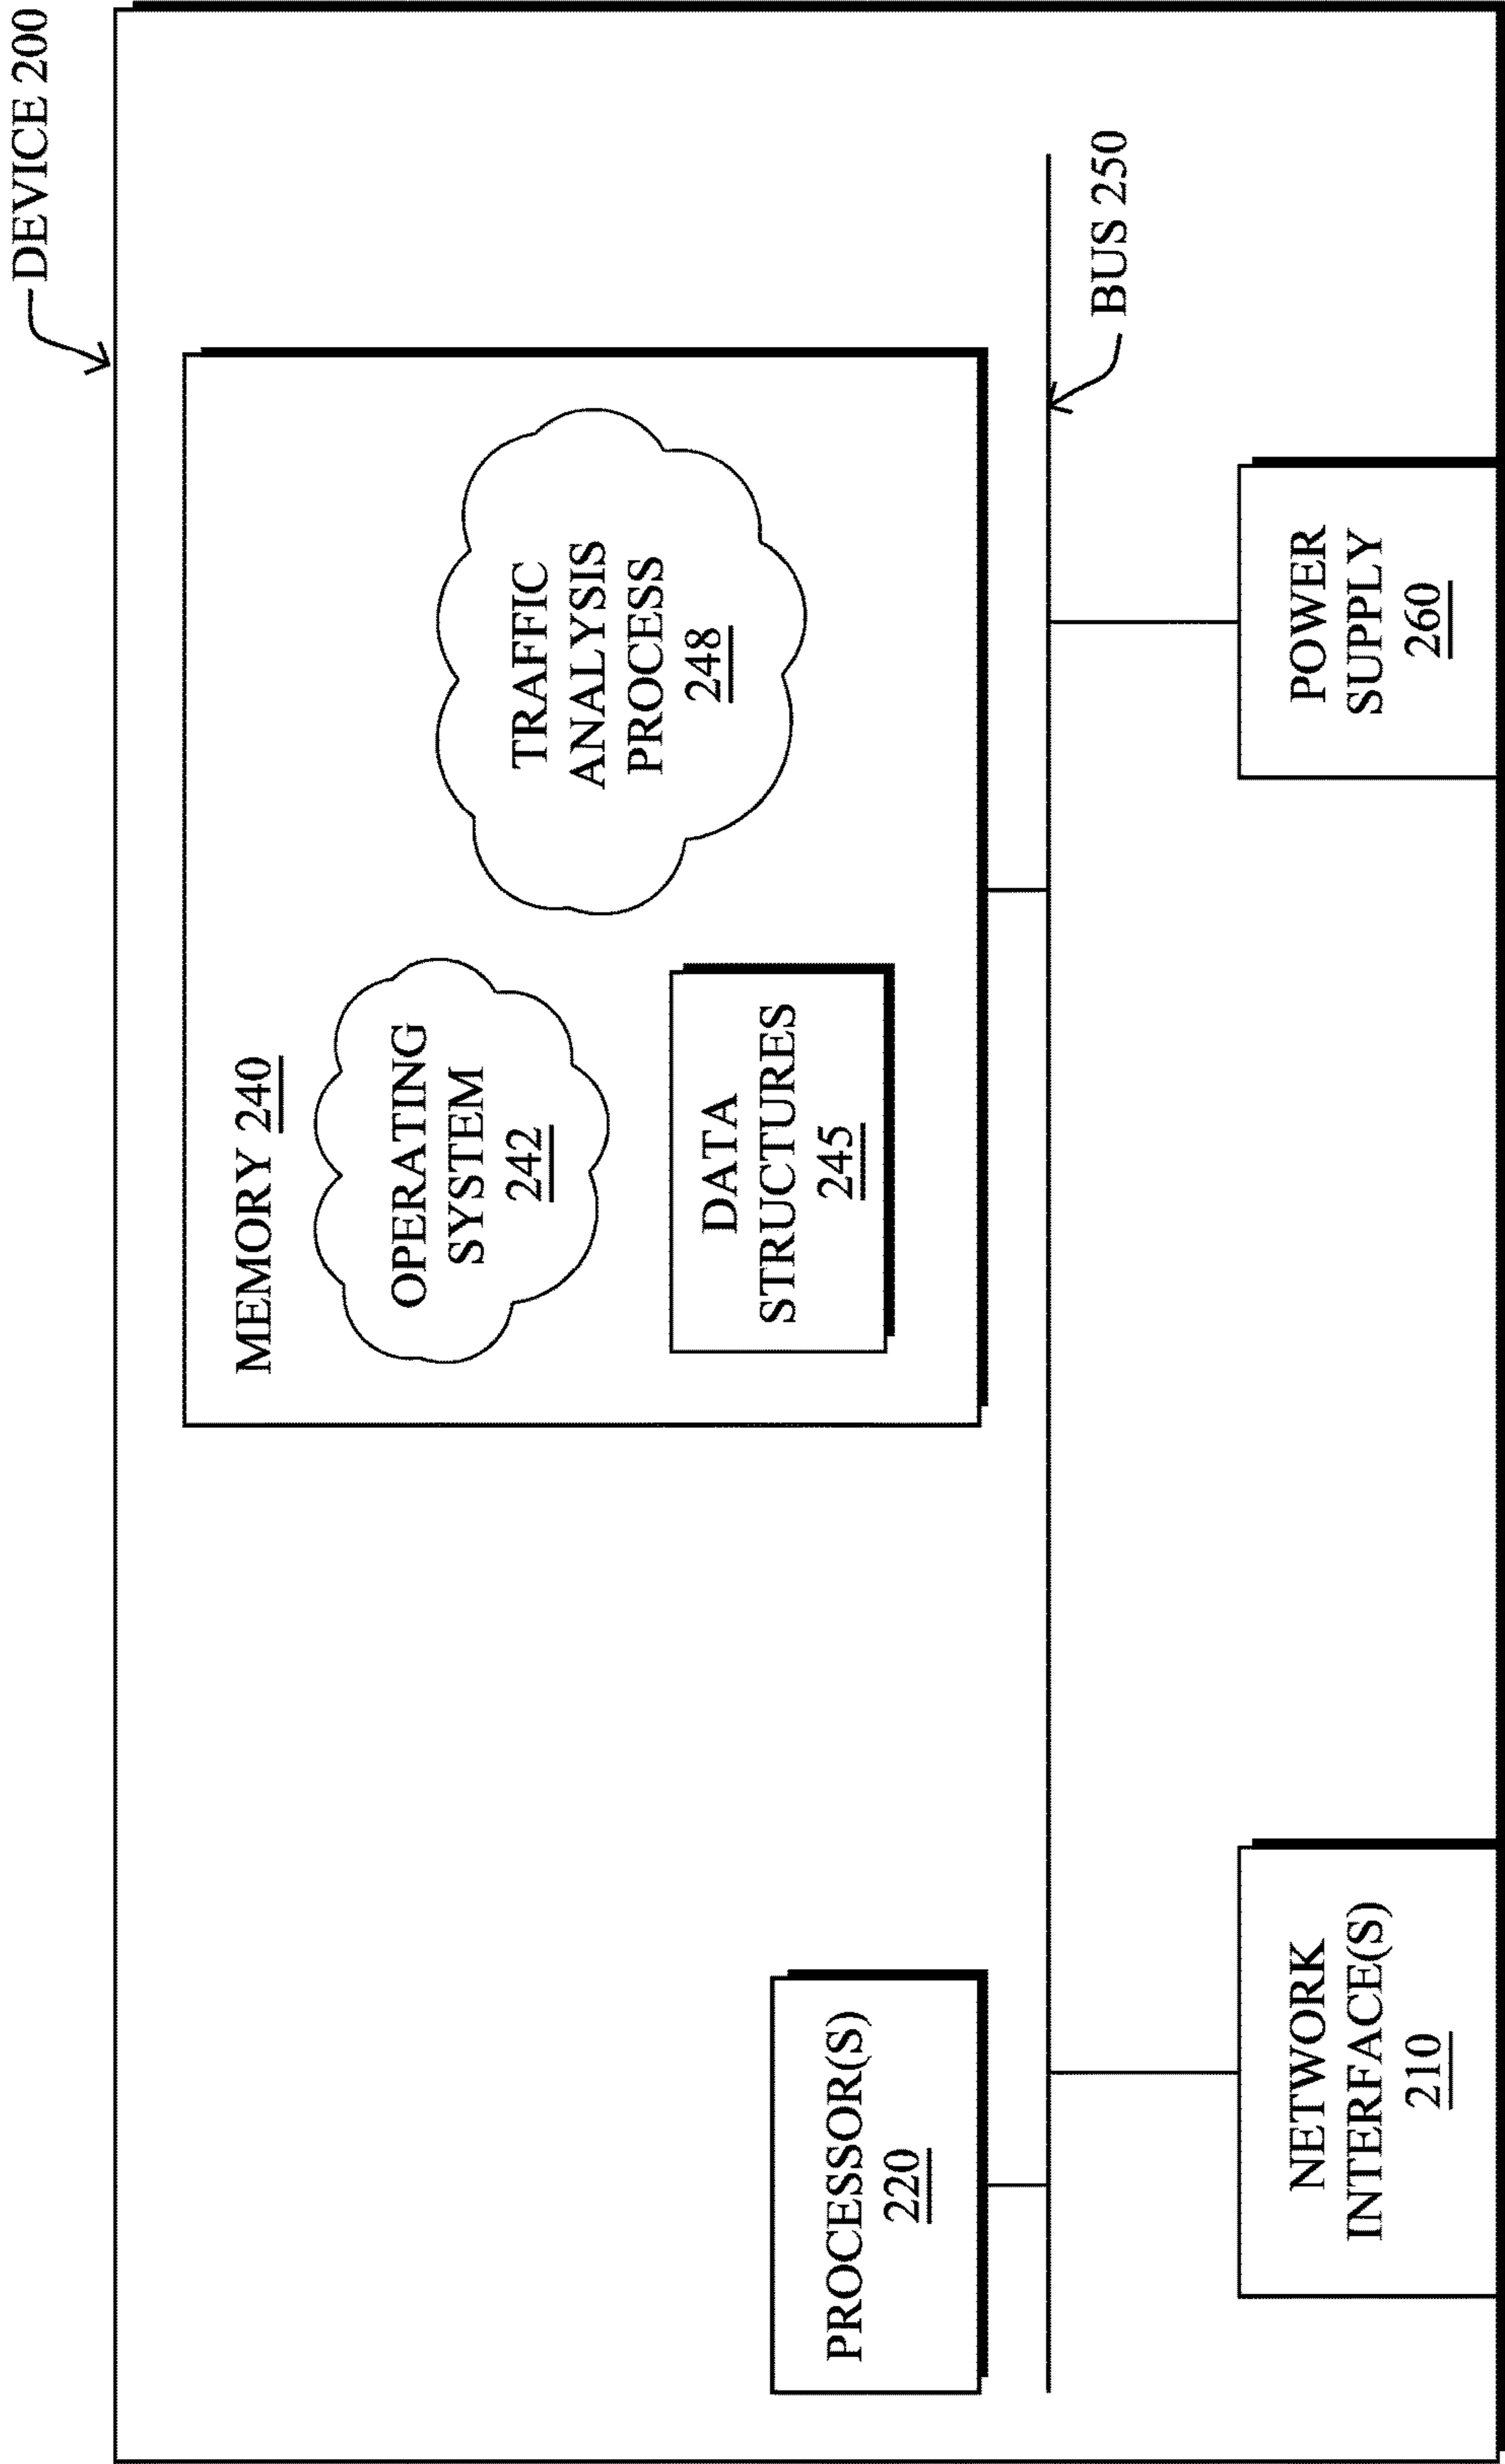 DEVICE 200
MEMORY 240
OPERATING
SYSTEM
242
TRAFFIC
ANALYSIS
PROCESS
248
DATA
STRUCTURES
245
PROCESSOR(S)
220
BUS 250
NETWORK
INTERFACE(S)
210
POWER
SUPPLY
260